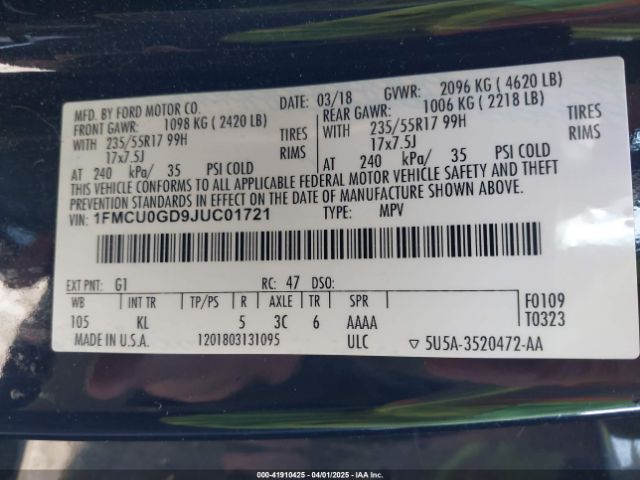 MFD. BY FORD MOTOR CO.
DATE: 03/18 GVWR: 2096 KG ( 4620 LB)
FRONT GAWR: 1098 KG ( 2420 LB)
REAR GAWR: 1006 KG ( 2218 LB)
WITH 235/55R17 99H TIRES
WITH 235/55R17 99H TIRES
17x7.5J RIMS
17x7.5J RIMS
AT 240 kPa/ 35 PSI COLD
AT 240 kPa/ 35 PSI COLD
THIS VEHICLE CONFORMS TO ALL APPLICABLE FEDERAL MOTOR VEHICLE SAFETY AND THEFT
PREVENTION STANDARDS IN EFFECT ON THE DATE OF MANUFACTURE SHOWN ABOVE.
VIN: 1FMCU0GD9JUC01721 TYPE: MPV
EXT PNT: G1 RC: 47 DSO:
WB INT TR TP/PS R AXLE TR SPR
105 KL 5 3C 6 AAAA
F0109
T0323
MADE IN U.S.A. 1201803131095 ULC ▽ 5U5A-3520472-AA
000-41910425 - 04/01/2025 - IAA Inc.